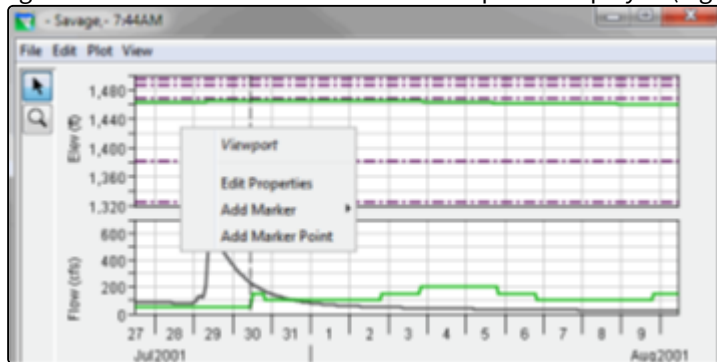 - Savage,- 7:44AM
File Edit Plot View
Elev (ft)
1,480
1,440
1,400
1,360
1,320
Viewport
Edit Properties
Add Marker
Add Marker Point
Flow (cfs)
600
400
200
0
27 28 29 30 31 1 2 3 4 5 6 7 8 9
Jul2001 Aug2001